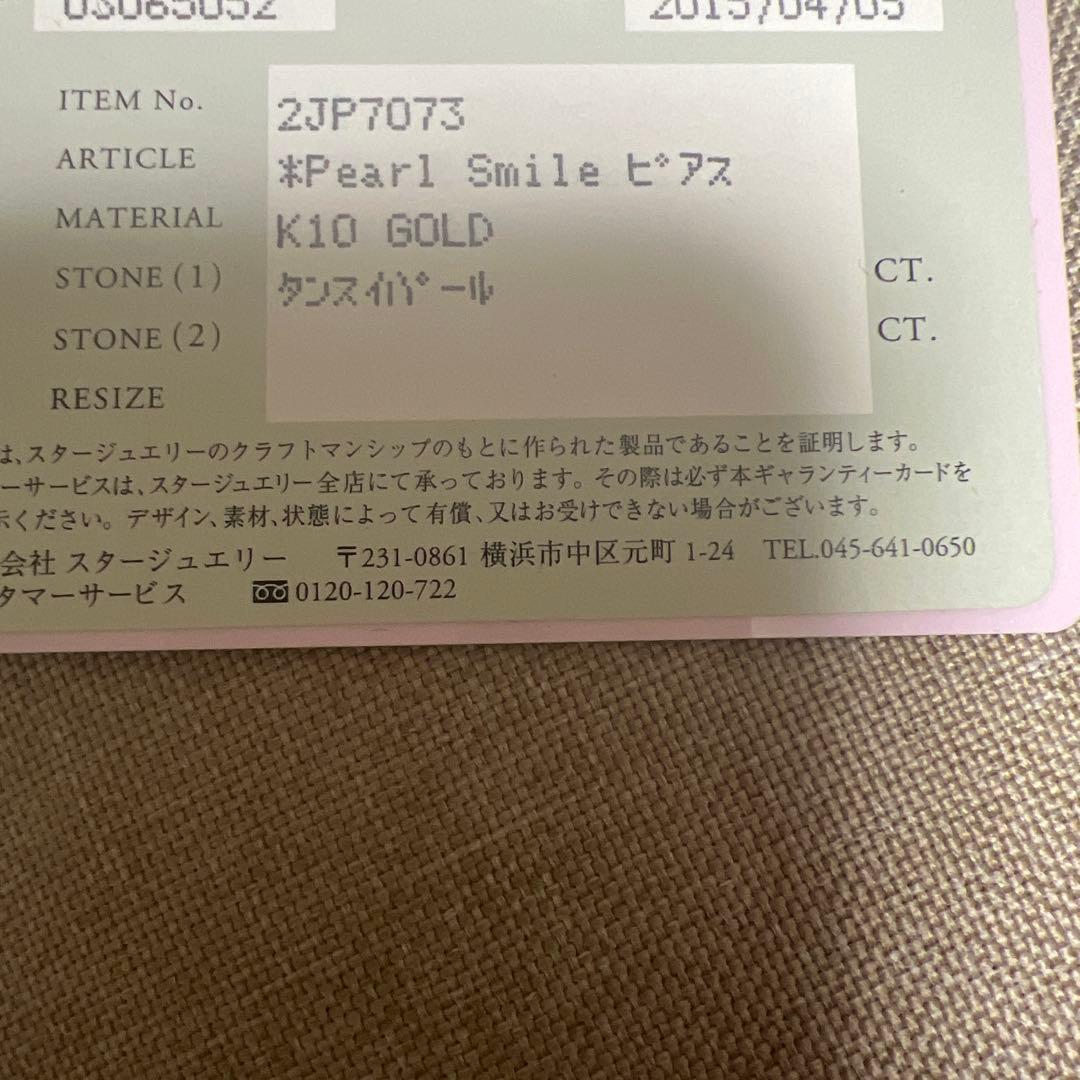 03065052 2015/04/05
ITEM No. 2JP7073
ARTICLE *Pearl Smile ﾋﾟｱｽ
MATERIAL K10 GOLD
STONE(1) ﾀﾝｽｲﾊﾟｰﾙ CT.
STONE(2) CT.
RESIZE
は、スタージュエリーのクラフトマンシップのもとに作られた製品であることを証明します。
ーサービスは、スタージュエリー全店にて承っております。その際は必ず本ギャランティーカードを
示ください。デザイン、素材、状態によって有償、又はお受けできない場合がございます。
会社 スタージュエリー 〒231-0861 横浜市中区元町 1-24 TEL.045-641-0650
タマーサービス 0120-120-722